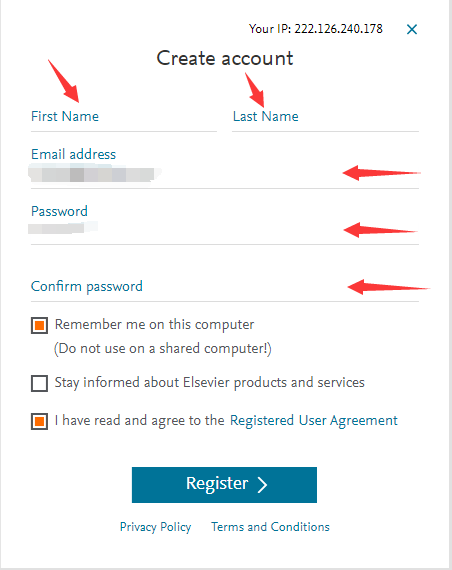 Your IP: 222.126.240.178
Create account
First Name Last Name
Email address
Password
Confirm password
Remember me on this computer
(Do not use on a shared computer!)
Stay informed about Elsevier products and services
I have read and agree to the Registered User Agreement
Register
Privacy Policy Terms and Conditions